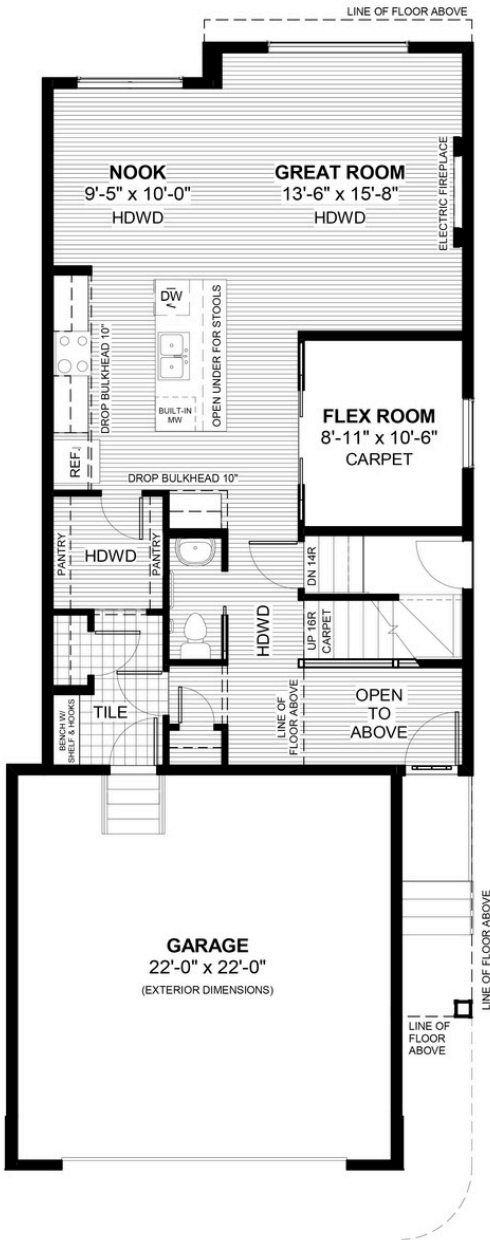 LINE OF FLOOR ABOVE
NOOK
9'-5" x 10'-0"
HDWD
GREAT ROOM
13'-6" x 15'-8"
HDWD
ELECTRIC FIREPLACE
DW
OPEN UNDER FOR STOOLS
DROP BULKHEAD 10"
BUILT-IN
MW
REF.
DROP BULKHEAD 10"
FLEX ROOM
8'-11" x 10'-6"
CARPET
PANTRY
HDWD
PANTRY
DN 14R
HDWD
UP 16R
CARPET
TILE
BENCH W/
SHELF & HOOKS
LINE OF
FLOOR ABOVE
OPEN
TO
ABOVE
GARAGE
22'-0" x 22'-0"
(EXTERIOR DIMENSIONS)
LINE OF FLOOR ABOVE
LINE OF
FLOOR
ABOVE